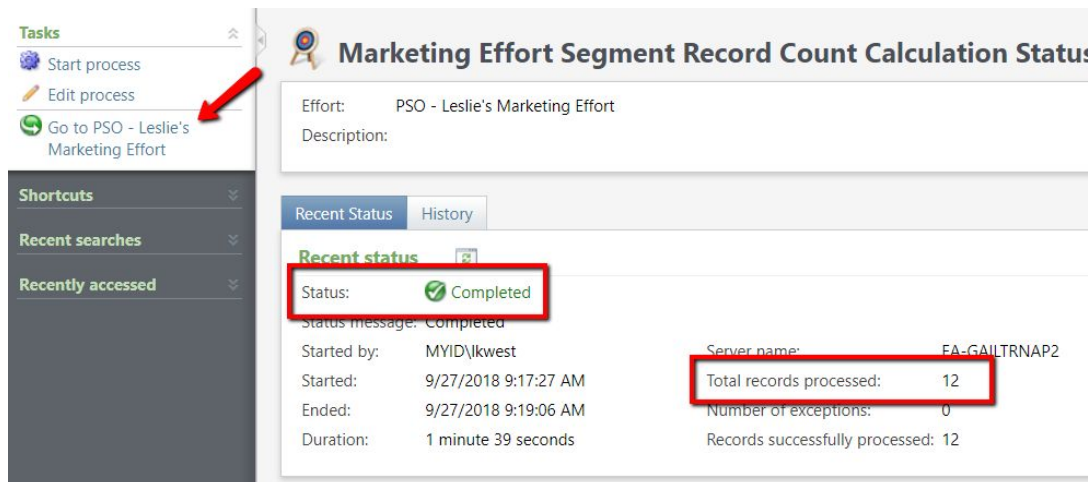 Tasks
Start process
Edit process
Go to PSO - Leslie's
Marketing Effort
Shortcuts
Recent searches
Recently accessed
Marketing Effort Segment Record Count Calculation Status
Effort: PSO - Leslie's Marketing Effort
Description:
Recent Status History
Recent status
Status: Completed
Status message: Completed
Started by: MYID\lkwest Server name: EA-GAILTRNAP2
Started: 9/27/2018 9:17:27 AM Total records processed: 12
Ended: 9/27/2018 9:19:06 AM Number of exceptions: 0
Duration: 1 minute 39 seconds Records successfully processed: 12